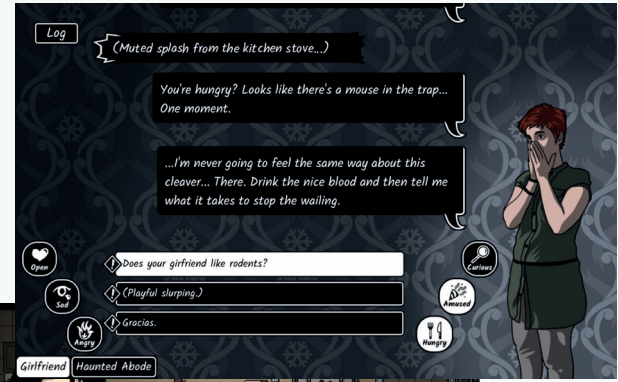 Log
(Muted splash from the kitchen stove...)
You're hungry? Looks like there's a mouse in the trap...
One moment.
...I'm never going to feel the same way about this
cleaver... There. Drink the nice blood and then tell me
what it takes to stop the wailing.
Open
Does your girlfriend like rodents?
Curious
Sad
(Playful slurping.)
Amused
Angry
Gracias.
Hungry
Girlfriend
Haunted Abode